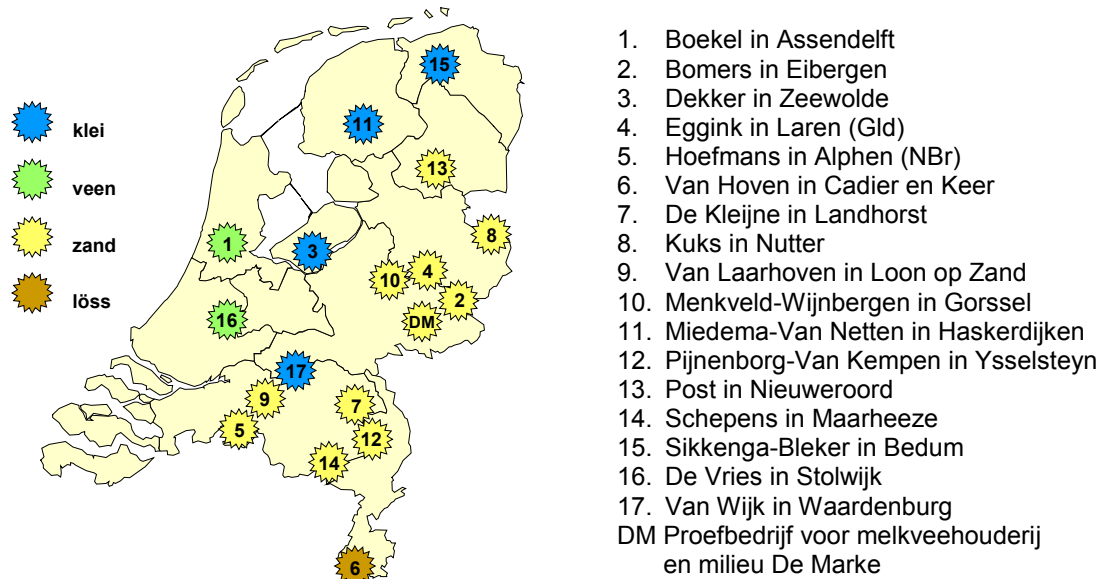 klei
veen
zand
löss
15
11
13
8
1
3
4
10
2
16
DM
17
9
7
5
12
14
6
1. Boekel in Assendelft
2. Bomers in Eibergen
3. Dekker in Zeewolde
4. Eggink in Laren (Gld)
5. Hoefmans in Alphen (NBr)
6. Van Hoven in Cadier en Keer
7. De Kleijne in Landhorst
8. Kuks in Nutter
9. Van Laarhoven in Loon op Zand
10. Menkveld-Wijnbergen in Gorssel
11. Miedema-Van Netten in Haskerdijken
12. Pijnenborg-Van Kempen in Ysselsteyn
13. Post in Nieuweroord
14. Schepens in Maarheeze
15. Sikkenga-Bleker in Bedum
16. De Vries in Stolwijk
17. Van Wijk in Waardenburg
DM Proefbedrijf voor melkveehouderij
en milieu De Marke